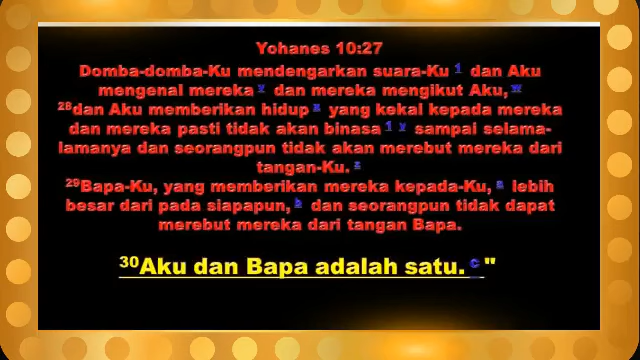 Yohanes 10:27
Domba-domba-Ku mendengarkan suara-Ku 1 dan Aku
mengenal mereka v dan mereka mengikut Aku, w
28dan Aku memberikan hidup x yang kekal kepada mereka
dan mereka pasti tidak akan binasa 1 y sampai selama-
lamanya dan seorangpun tidak akan merebut mereka dari
tangan-Ku. z
29Bapa-Ku, yang memberikan mereka kepada-Ku, a lebih
besar dari pada siapapun, b dan seorangpun tidak dapat
merebut mereka dari tangan Bapa.
30Aku dan Bapa adalah satu. c "